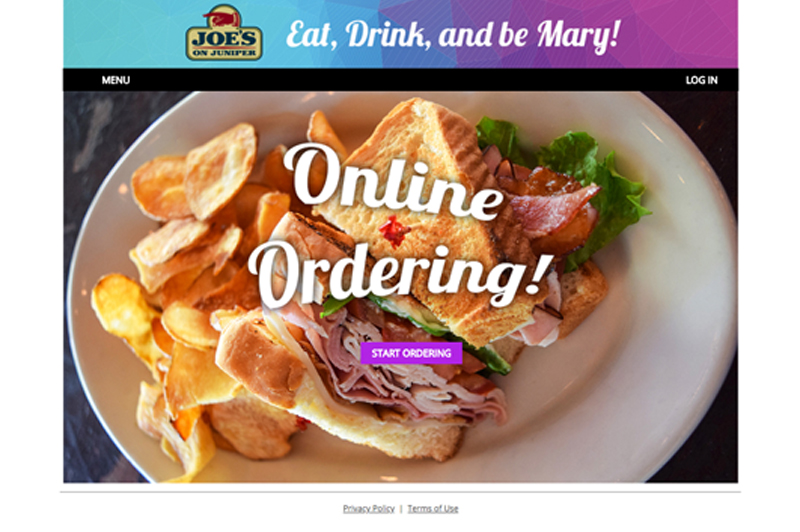 JOE'S
ON JUNIPER
Eat, Drink, and be Mary!
MENU
LOG IN
Online
Ordering!
START ORDERING
Privacy Policy | Terms of Use